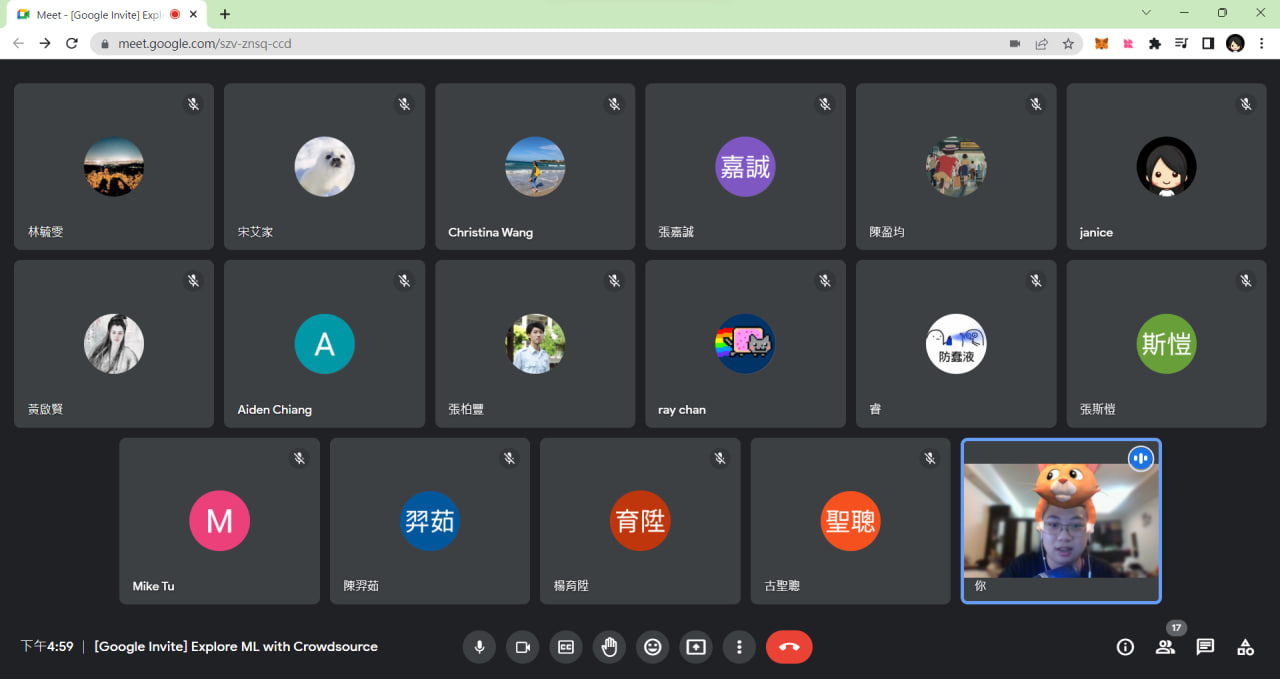 Meet - [Google Invite] Expl
meet.google.com/szv-znsq-ccd
嘉誠
林毓雯
宋艾家
Christina Wang
張嘉誠
陳盈均
janice
A
防蠢液
斯愷
黃啟賢
Aiden Chiang
張柏豐
ray chan
睿
張斯愷
M
羿茹
育陞
聖聰
Mike Tu
陳羿茹
楊育陞
古聖聰
你
下午4:59 | [Google Invite] Explore ML with Crowdsource
CC
17